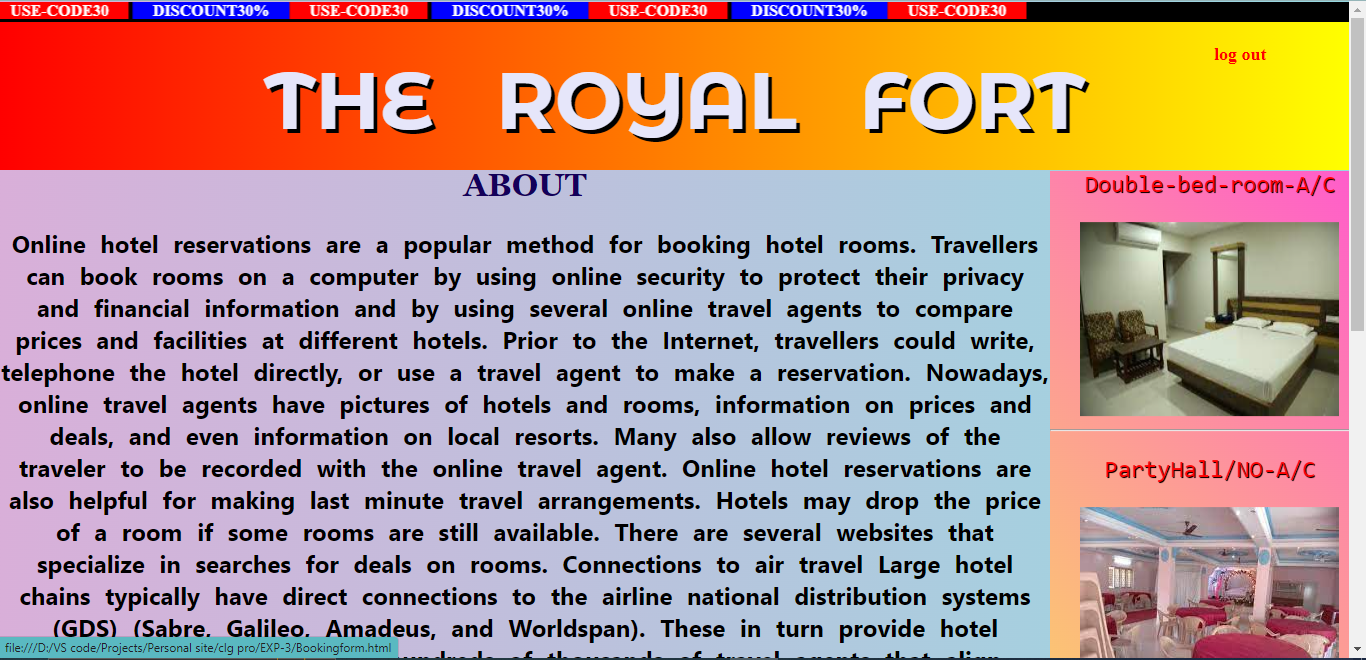 USE-CODE30 DISCOUNT30% USE-CODE30 DISCOUNT30% USE-CODE30 DISCOUNT30% USE-CODE30
log out
THE ROYAL FORT
ABOUT
Online hotel reservations are a popular method for booking hotel rooms. Travellers
can book rooms on a computer by using online security to protect their privacy
and financial information and by using several online travel agents to compare
prices and facilities at different hotels. Prior to the Internet, travellers could write,
telephone the hotel directly, or use a travel agent to make a reservation. Nowadays,
online travel agents have pictures of hotels and rooms, information on prices and
deals, and even information on local resorts. Many also allow reviews of the
traveler to be recorded with the online travel agent. Online hotel reservations are
also helpful for making last minute travel arrangements. Hotels may drop the price
of a room if some rooms are still available. There are several websites that
specialize in searches for deals on rooms. Connections to air travel Large hotel
chains typically have direct connections to the airline national distribution systems
(GDS) (Sabre, Galileo, Amadeus, and Worldspan). These in turn provide hotel
hundreds of thousands of travel agents that align
Double-bed-room-A/C
PartyHall/NO-A/C
file:///D:/VS code/Projects/Personal site/clg pro/EXP-3/Bookingform.html